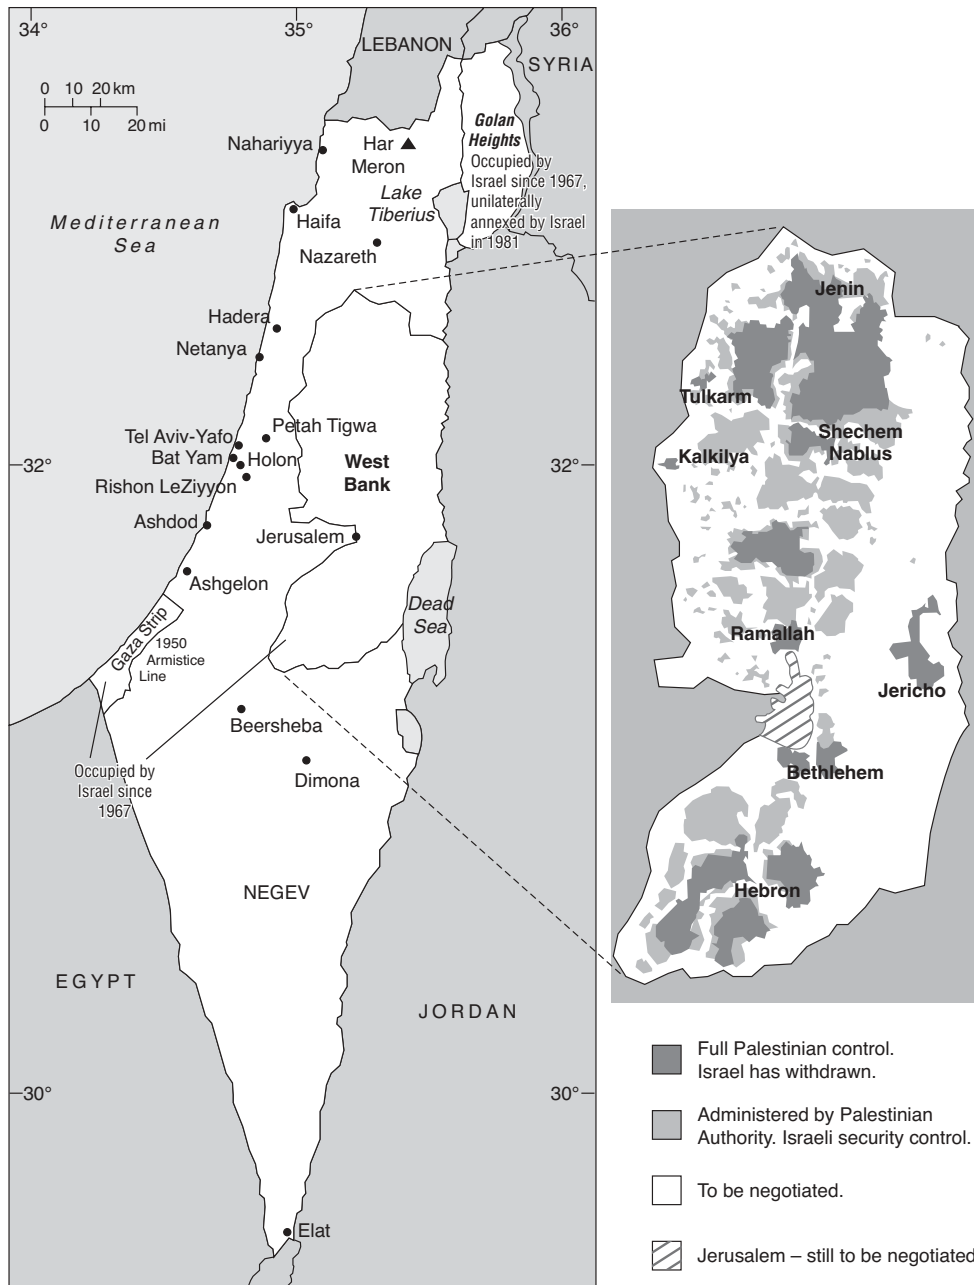 34°
35°
36°
LEBANON
SYRIA
0 10 20 km
0 10 20 mi
Golan
Heights
Occupied by
Israel since 1967,
unilaterally
annexed by Israel
in 1981
Nahariyya
Har
Meron
Lake
Tiberius
Mediterranean
Sea
Haifa
Nazareth
Hadera
Netanya
Petah Tigwa
Tel Aviv-Yafo
Bat Yam
Holon
Rishon LeZiyyon
West
Bank
32°
32°
Ashdod
Jerusalem
Ashgelon
Dead
Sea
Gaza Strip
1950
Armistice
Line
Beersheba
Dimona
Occupied by
Israel since
1967
NEGEV
EGYPT
JORDAN
30°
30°
Elat
Jenin
Tulkarm
Shechem
Nablus
Kalkilya
Ramallah
Jericho
Bethlehem
Hebron
Full Palestinian control.
Israel has withdrawn.
Administered by Palestinian
Authority. Israeli security control.
To be negotiated.
Jerusalem – still to be negotiated